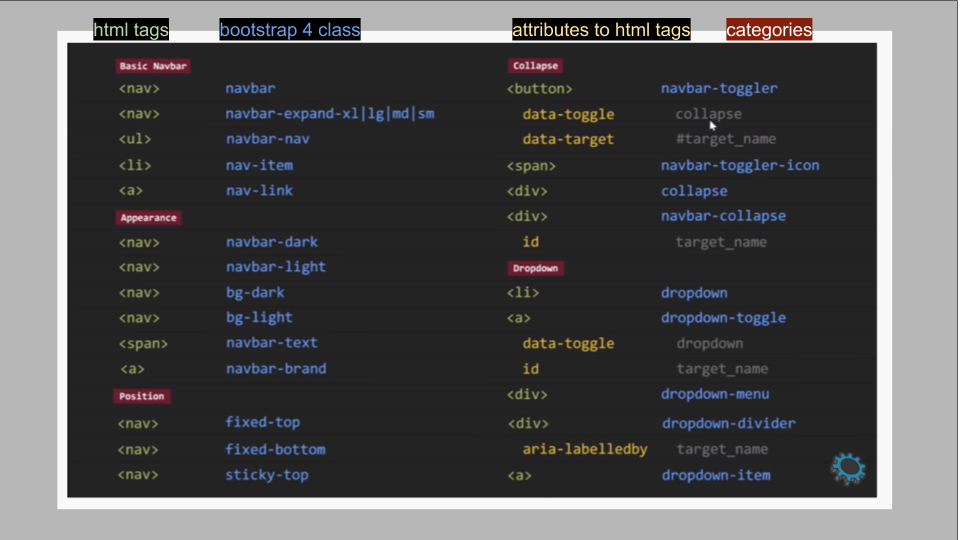 html tags bootstrap 4 class attributes to html tags categories
Basic Navbar
<nav> navbar
<nav> navbar-expand-xl|lg|md|sm
<ul> navbar-nav
<li> nav-item
<a> nav-link
Appearance
<nav> navbar-dark
<nav> navbar-light
<nav> bg-dark
<nav> bg-light
<span> navbar-text
<a> navbar-brand
Position
<nav> fixed-top
<nav> fixed-bottom
<nav> sticky-top
Collapse
<button> navbar-toggler
data-toggle collapse
data-target #target_name
<span> navbar-toggler-icon
<div> collapse
<div> navbar-collapse
id target_name
Dropdown
<li> dropdown
<a> dropdown-toggle
data-toggle dropdown
id target_name
<div> dropdown-menu
<div> dropdown-divider
aria-labelledby target_name
<a> dropdown-item